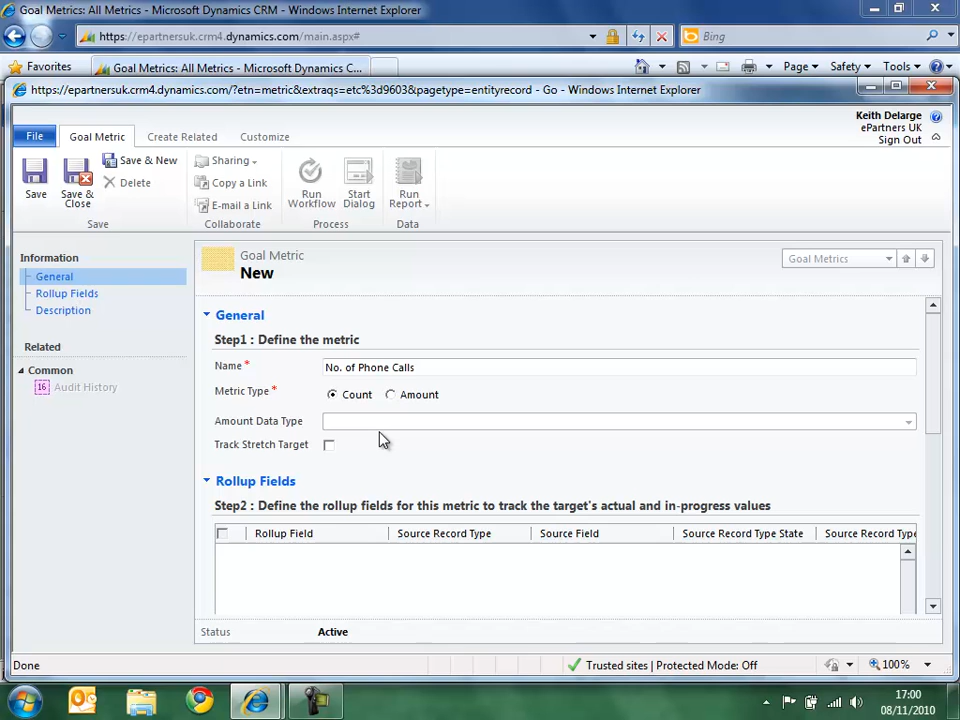 Goal Metrics: All Metrics - Microsoft Dynamics CRM - Windows Internet Explorer
https://epartnersuk.crm4.dynamics.com/main.aspx#
Bing
Favorites
Goal Metrics: All Metrics - Microsoft Dynamics C...
Page
Safety
Tools
https://epartnersuk.crm4.dynamics.com/?etn=metric&extraqs=etc%3d9603&pagetype=entityrecord - Go - Windows Internet Explorer
Keith Delarge
ePartners UK
Sign Out
File
Goal Metric
Create Related
Customize
Save
Save & Close
Save & New
Delete
Save
Sharing
Copy a Link
E-mail a Link
Collaborate
Run Workflow
Start Dialog
Process
Run Report
Data
Information
General
Rollup Fields
Description
Related
Common
16
Audit History
Goal Metric
New
Goal Metrics
General
Step1 : Define the metric
Name *
No. of Phone Calls
Metric Type *
Count
Amount
Amount Data Type
Track Stretch Target
Rollup Fields
Step2 : Define the rollup fields for this metric to track the target's actual and in-progress values
Rollup Field
Source Record Type
Source Field
Source Record Type State
Source Record Type
Status
Active
Done
Trusted sites | Protected Mode: Off
100%
17:00
08/11/2010